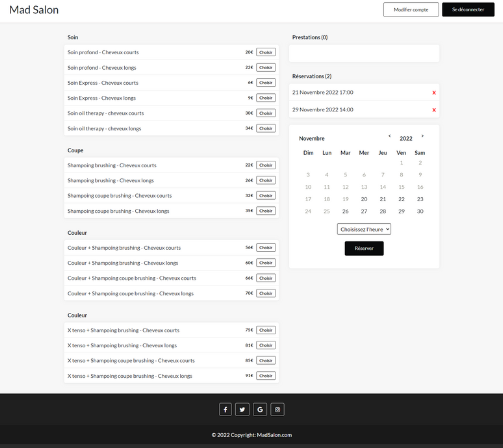 Mad Salon
Modifier compte
Se déconnecter
Soin
Soin profond - Cheveux courts 20€ Choisir
Soin profond - Cheveux longs 22€ Choisir
Soin Express - Cheveux courts 6€ Choisir
Soin Express - Cheveux longs 9€ Choisir
Soin oil therapy - cheveux courts 30€ Choisir
Soin oil therapy - cheveux longs 34€ Choisir
Coupe
Shampoing brushing - Cheveux courts 22€ Choisir
Shampoing brushing - Cheveux longs 26€ Choisir
Shampoing coupe brushing - Cheveux courts 32€ Choisir
Shampoing coupe brushing - Cheveux longs 35€ Choisir
Couleur
Couleur + Shampoing brushing - Cheveux courts 56€ Choisir
Couleur + Shampoing brushing - Cheveux longs 60€ Choisir
Couleur + Shampoing coupe brushing - Cheveux courts 66€ Choisir
Couleur + Shampoing coupe brushing - Cheveux longs 70€ Choisir
Couleur
X tenso + Shampoing brushing - Cheveux courts 75€ Choisir
X tenso + Shampoing brushing - Cheveux longs 81€ Choisir
X tenso + Shampoing coupe brushing - Cheveux courts 85€ Choisir
X tenso + Shampoing coupe brushing - Cheveux longs 91€ Choisir
Prestations (0)
Réservations (2)
21 Novembre 2022 17:00 X
29 Novembre 2022 14:00 X
Novembre 2022
Dim Lun Mar Mer Jeu Ven Sam
1 2
3 4 5 6 7 8 9
10 11 12 13 14 15 16
17 18 19 20 21 22 23
24 25 26 27 28 29 30
Choisissez l'heure
Réserver
© 2022 Copyright: MadSalon.com